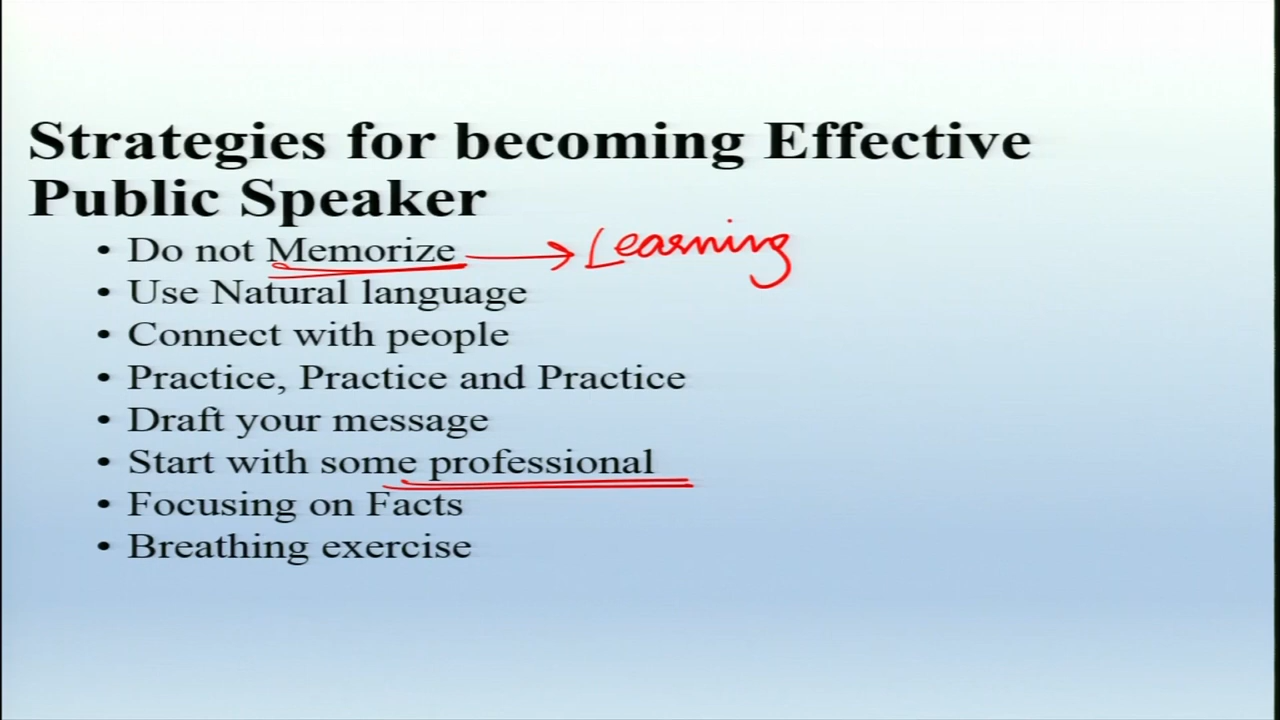 Strategies for becoming Effective
Public Speaker
• Do not Memorize → Learning
• Use Natural language
• Connect with people
• Practice, Practice and Practice
• Draft your message
• Start with some professional
• Focusing on Facts
• Breathing exercise